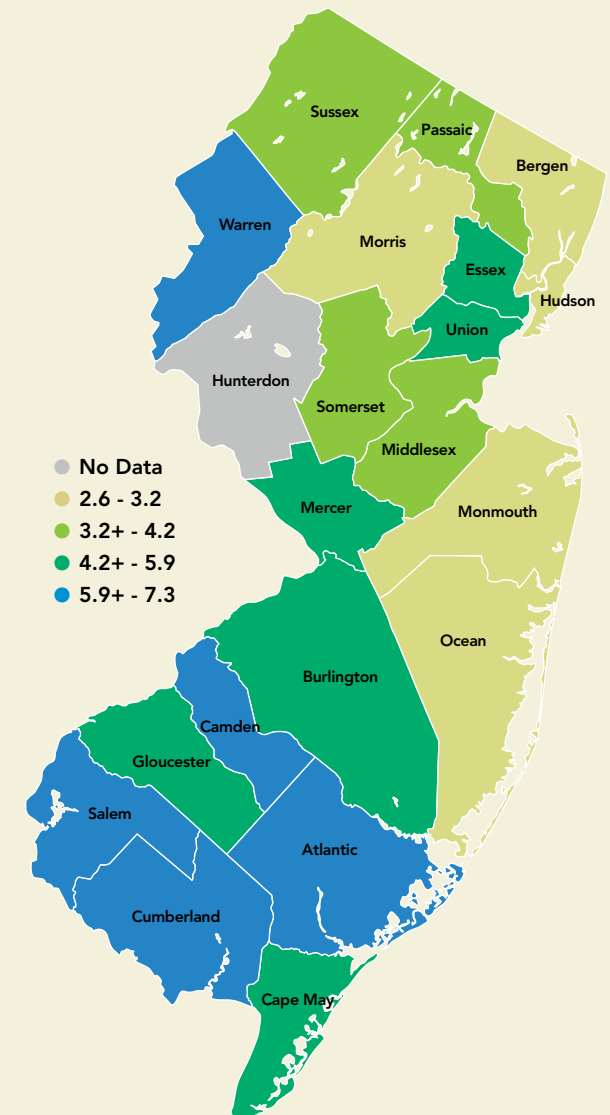 Sussex
Passaic
Bergen
Warren
Morris
Essex
Hudson
Union
Hunterdon
Somerset
Middlesex
No Data
2.6 - 3.2
3.2+ - 4.2
4.2+ - 5.9
5.9+ - 7.3
Mercer
Monmouth
Ocean
Burlington
Camden
Gloucester
Salem
Atlantic
Cumberland
Cape May